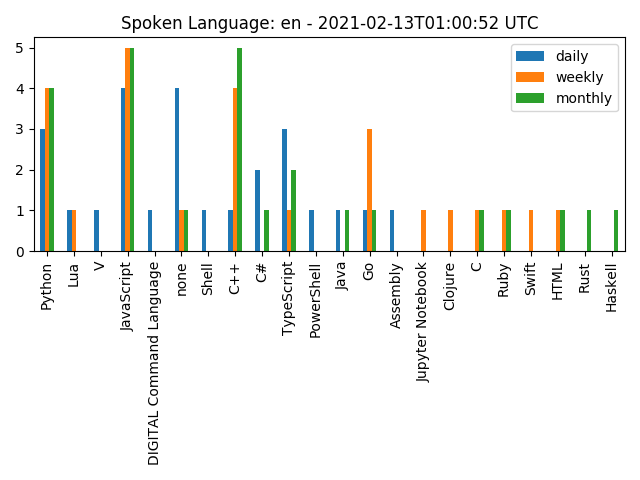 Spoken Language: en - 2021-02-13T01:00:52 UTC
daily
weekly
monthly
5
4
3
2
1
0
Python
Lua
V
JavaScript
DIGITAL Command Language
none
Shell
C++
C#
TypeScript
PowerShell
Java
Go
Assembly
Jupyter Notebook
Clojure
C
Ruby
Swift
HTML
Rust
Haskell